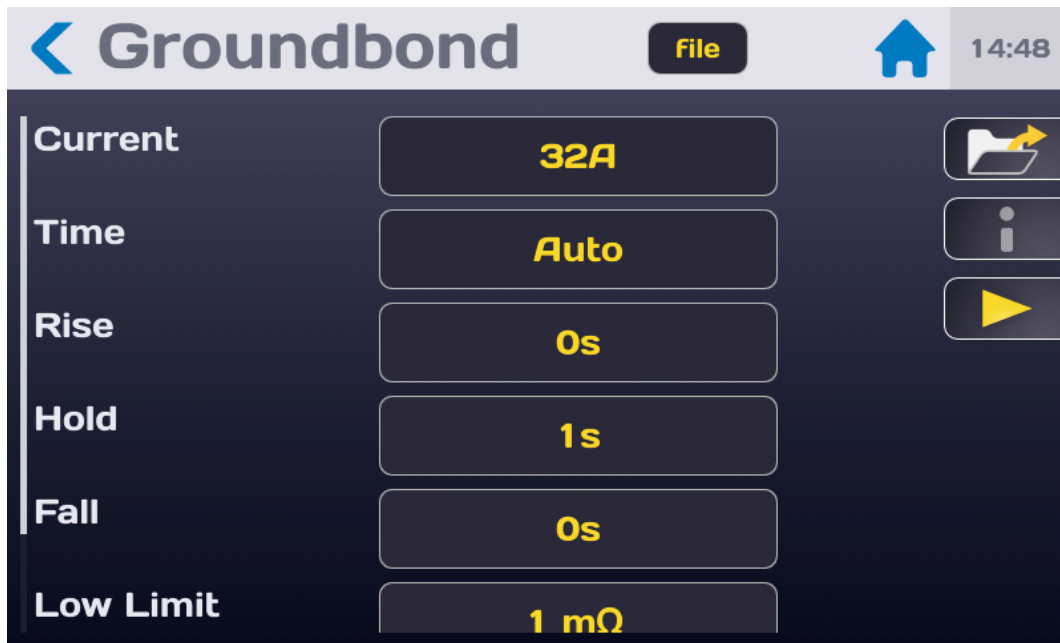 Groundbond file 14:48
Current 32A
Time Auto
Rise 0s
Hold 1s
Fall 0s
Low Limit 1 mΩ